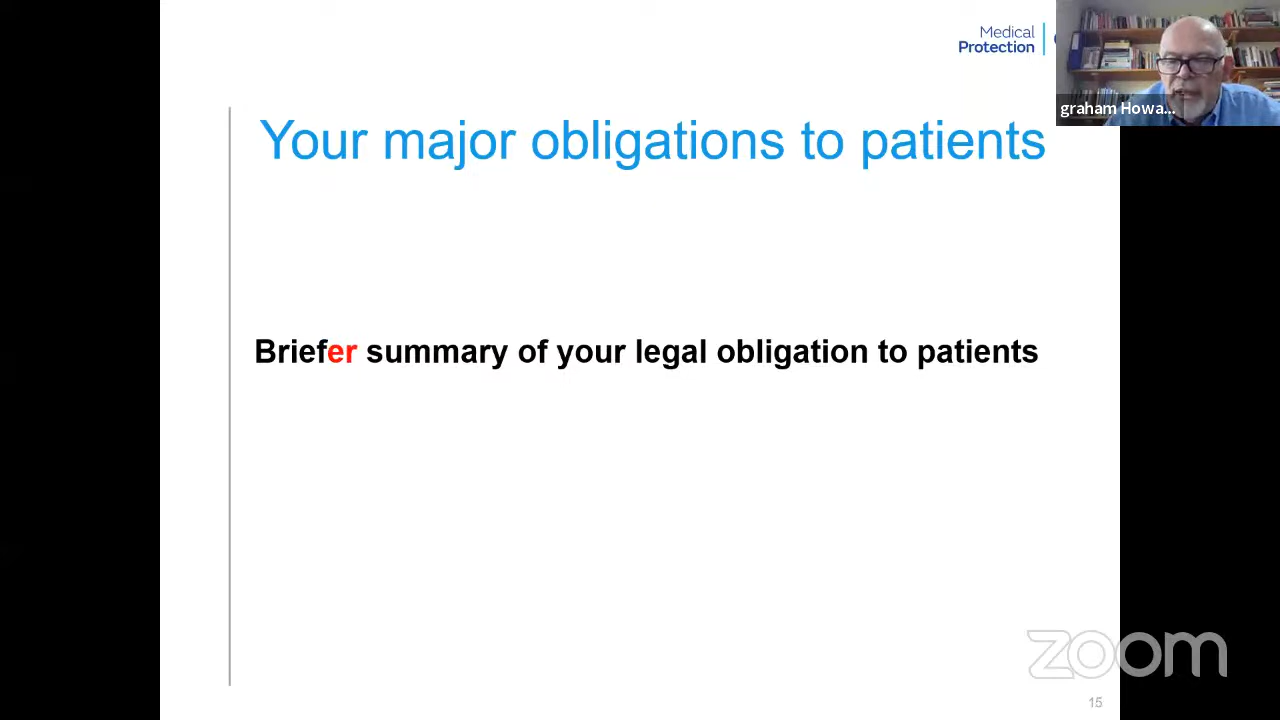 Medical
Protection
graham Howa...
Your major obligations to patients
Briefer summary of your legal obligation to patients
zoom
15